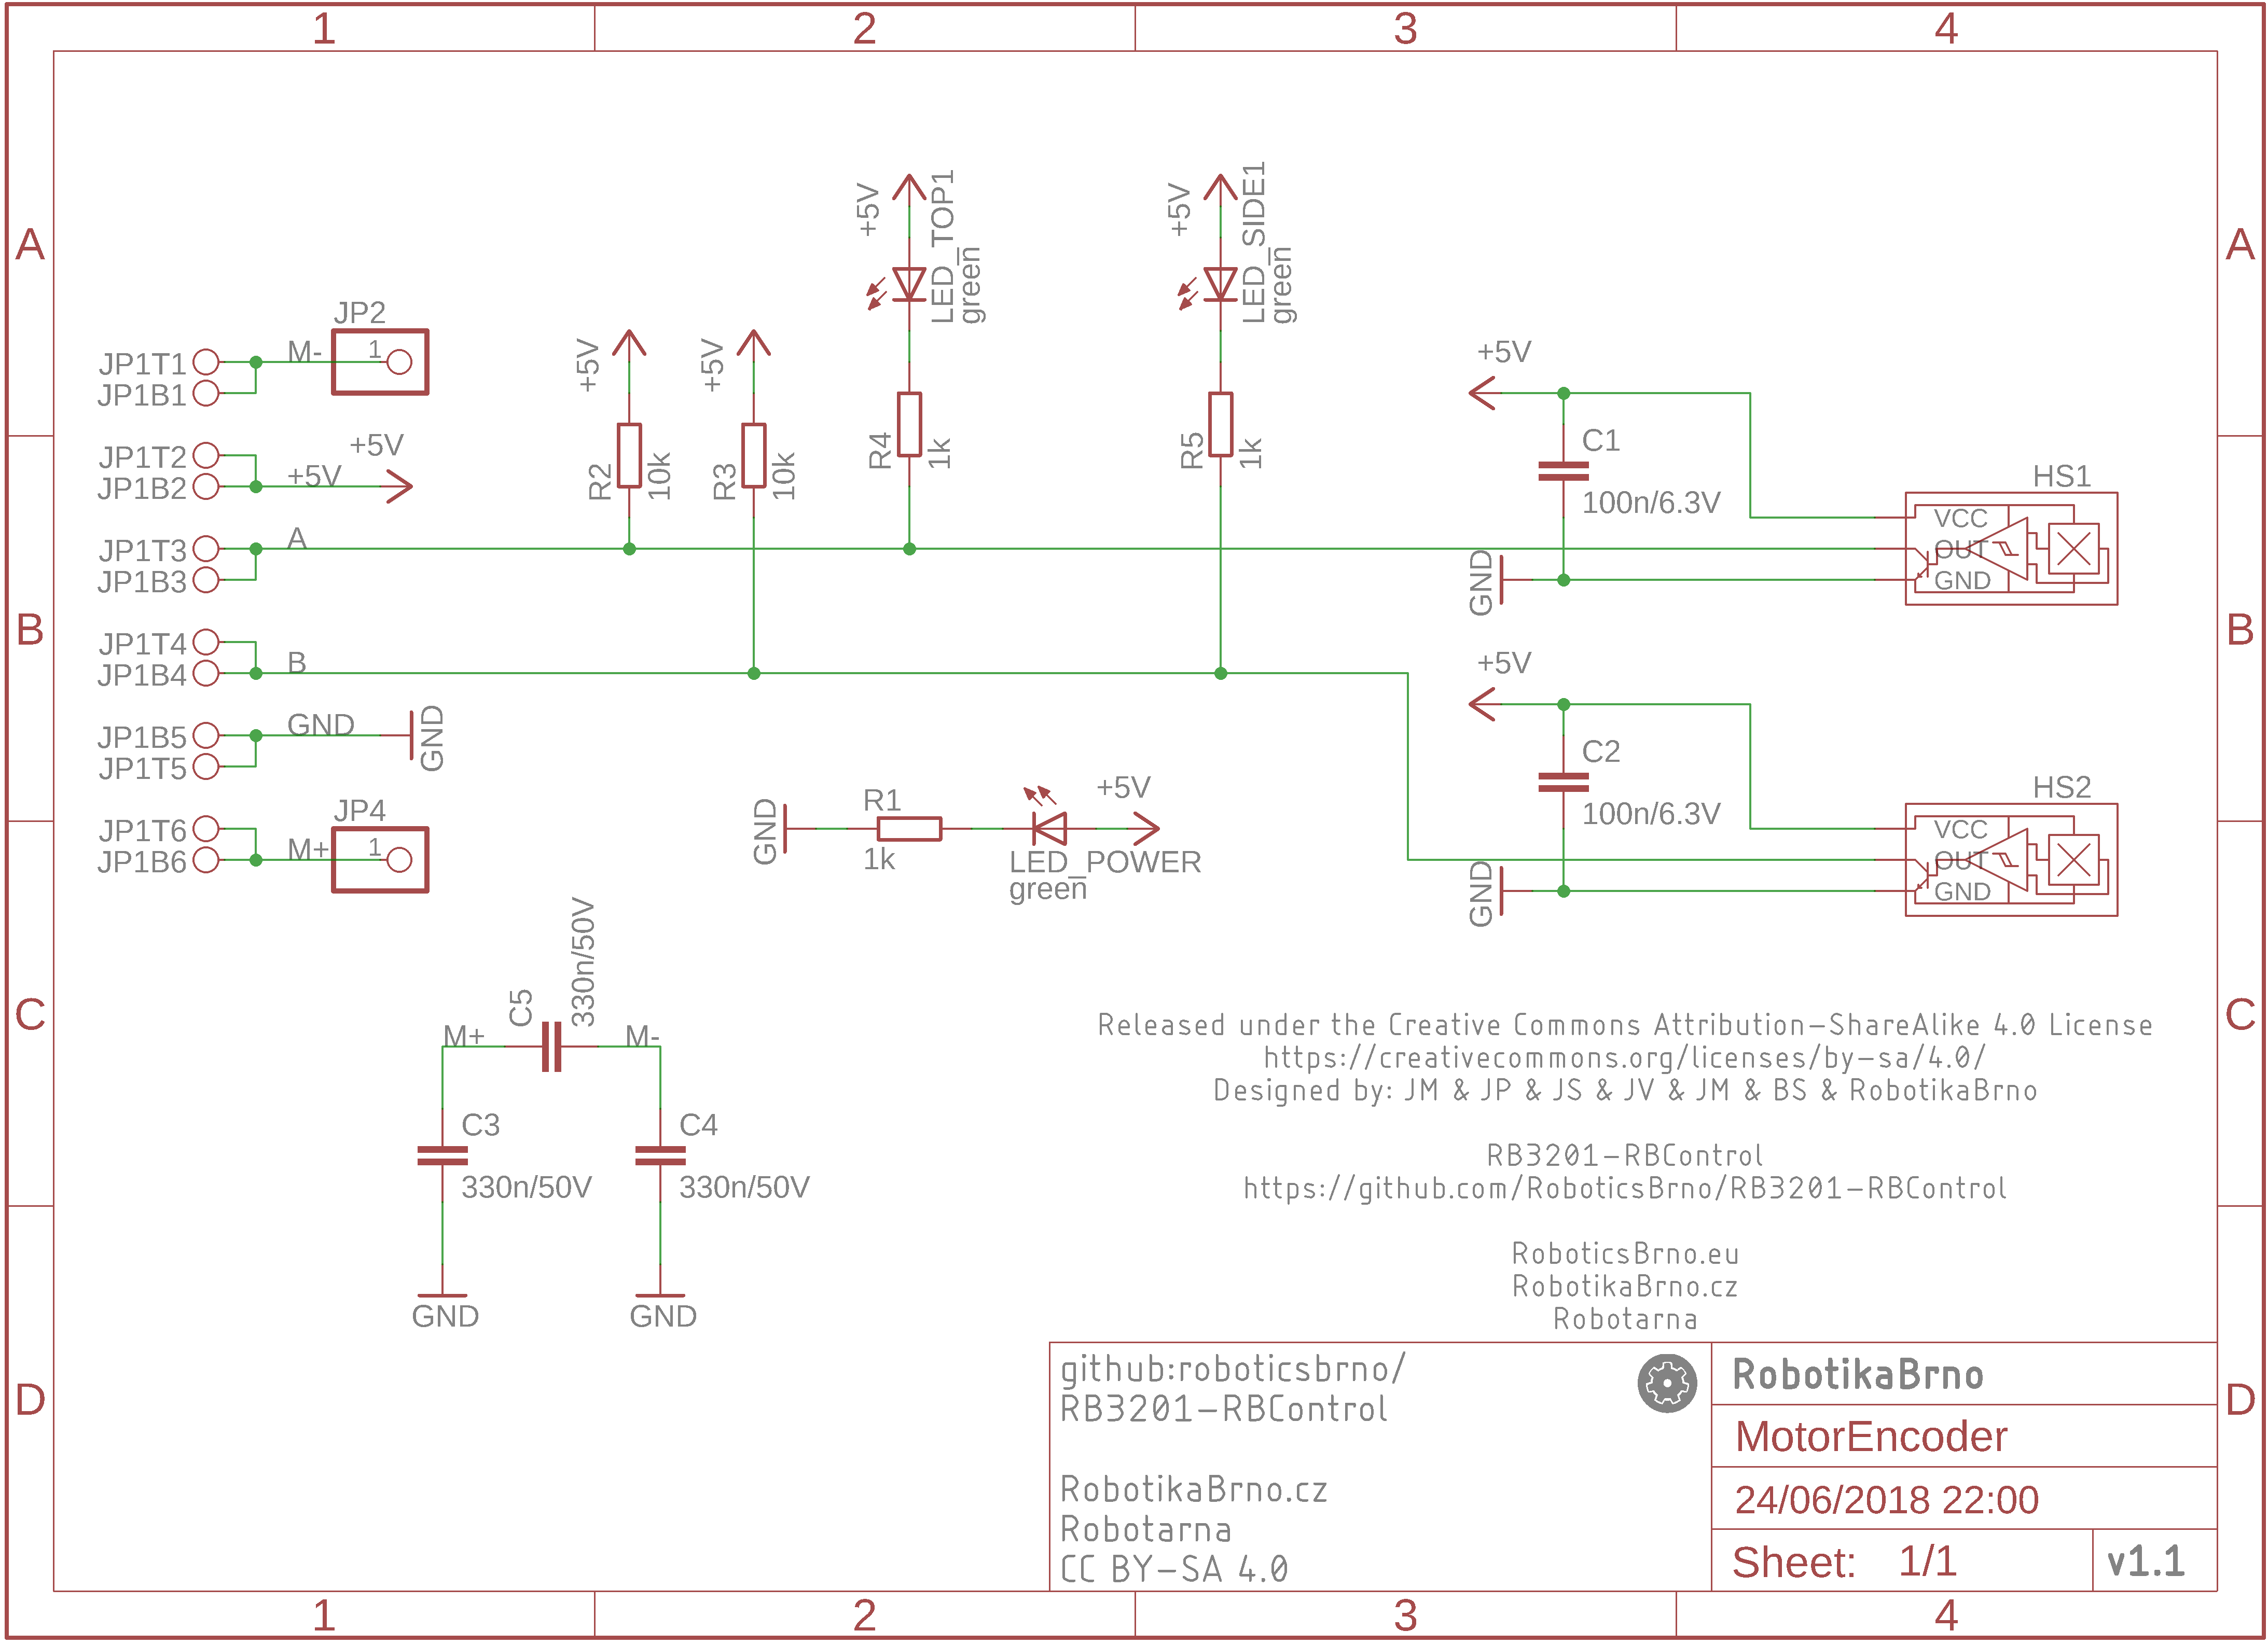 1 2 3 4
A A
B B
C C
D D
1 2 3 4
JP1T1
JP1B1
M-
JP2
1
JP1T2
JP1B2
+5V
+5V
JP1T3
JP1B3
A
JP1T4
JP1B4
B
JP1B5
JP1T5
GND
GND
JP1T6
JP1B6
M+
JP4
1
+5V
R2
10k
+5V
R3
10k
+5V
LED_TOP1
green
R4
1k
+5V
LED_SIDE1
green
R5
1k
+5V
C1
100n/6.3V
GND
HS1
VCC
OUT
GND
+5V
C2
100n/6.3V
GND
HS2
VCC
OUT
GND
GND
R1
1k
LED_POWER
green
+5V
M+
C5
330n/50V
M-
C3
330n/50V
GND
C4
330n/50V
GND
Released under the Creative Commons Attribution-ShareAlike 4.0 License
https://creativecommons.org/licenses/by-sa/4.0/
Designed by: JM & JP & JS & JV & JM & BS & RobotikaBrno
RB3201-RBControl
https://github.com/RoboticsBrno/RB3201-RBControl
RoboticsBrno.eu
RobotikaBrno.cz
Robotarna
github:roboticsbrno/
RB3201-RBControl
RobotikaBrno.cz
Robotarna
CC BY-SA 4.0
RobotikaBrno
MotorEncoder
24/06/2018 22:00
Sheet: 1/1
v1.1